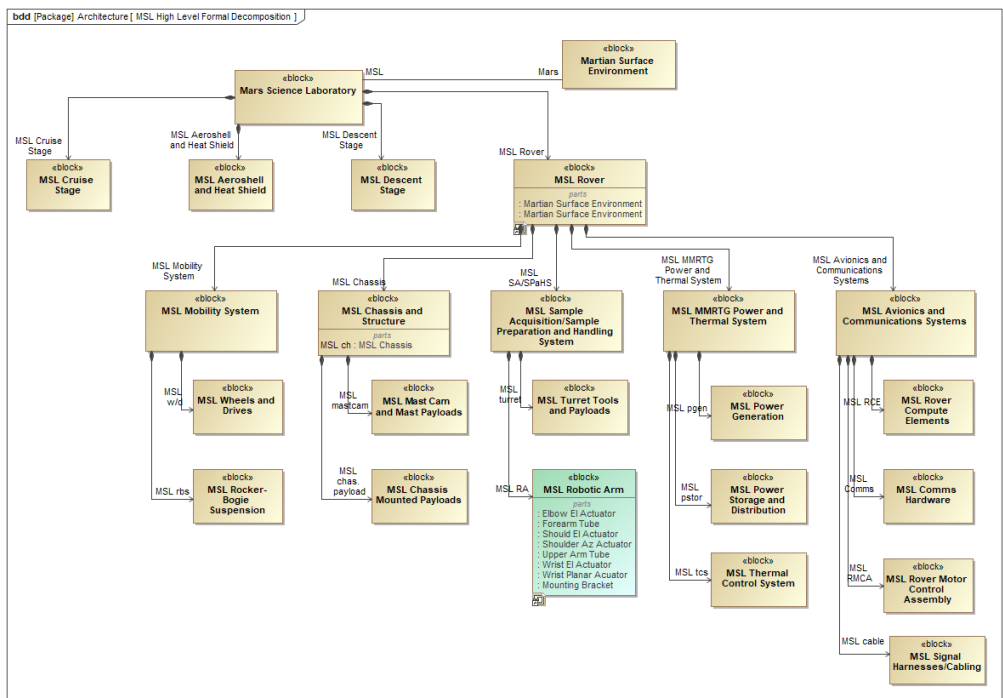 bdd [Package] Architecture [ MSL High Level Formal Decomposition ]
«block»
Martian Surface
Environment
MSL
Mars
«block»
Mars Science Laboratory
MSL Cruise
Stage
MSL Aeroshell
and Heat Shield
MSL Descent
Stage
MSL Rover
«block»
MSL Cruise
Stage
«block»
MSL Aeroshell
and Heat Shield
«block»
MSL Descent
Stage
«block»
MSL Rover
parts
: Martian Surface Environment
: Martian Surface Environment
MSL Mobility
System
MSL Chassis
MSL
SA/SPaHS
MSL MMRTG
Power and
Thermal System
MSL Avionics and
Communications
Systems
«block»
MSL Mobility System
«block»
MSL Chassis and
Structure
parts
MSL ch : MSL Chassis
«block»
MSL Sample
Acquisition/Sample
Preparation and Handling
System
«block»
MSL MMRTG Power and
Thermal System
«block»
MSL Avionics and
Communications Systems
MSL
w/d
«block»
MSL Wheels and
Drives
MSL
mastcam
«block»
MSL Mast Cam
and Mast Payloads
MSL
turret
«block»
MSL Turret Tools
and Payloads
MSL pgen
«block»
MSL Power
Generation
MSL RCE
«block»
MSL Rover
Compute
Elements
MSL rbs
«block»
MSL Rocker-
Bogie
Suspension
MSL
chas.
payload
«block»
MSL Chassis
Mounted Payloads
MSL RA
«block»
MSL Robotic Arm
parts
: Elbow El Actuator
: Forearm Tube
: Should El Actuator
: Shoulder Az Actuator
: Upper Arm Tube
: Wrist El Actuator
: Wrist Planar Acuator
: Mounting Bracket
MSL
pstor
«block»
MSL Power
Storage and
Distribution
MSL
Comms
«block»
MSL Comms
Hardware
MSL tcs
«block»
MSL Thermal
Control System
MSL
RMCA
«block»
MSL Rover Motor
Control
Assembly
MSL cable
«block»
MSL Signal
Harnesses/Cabling